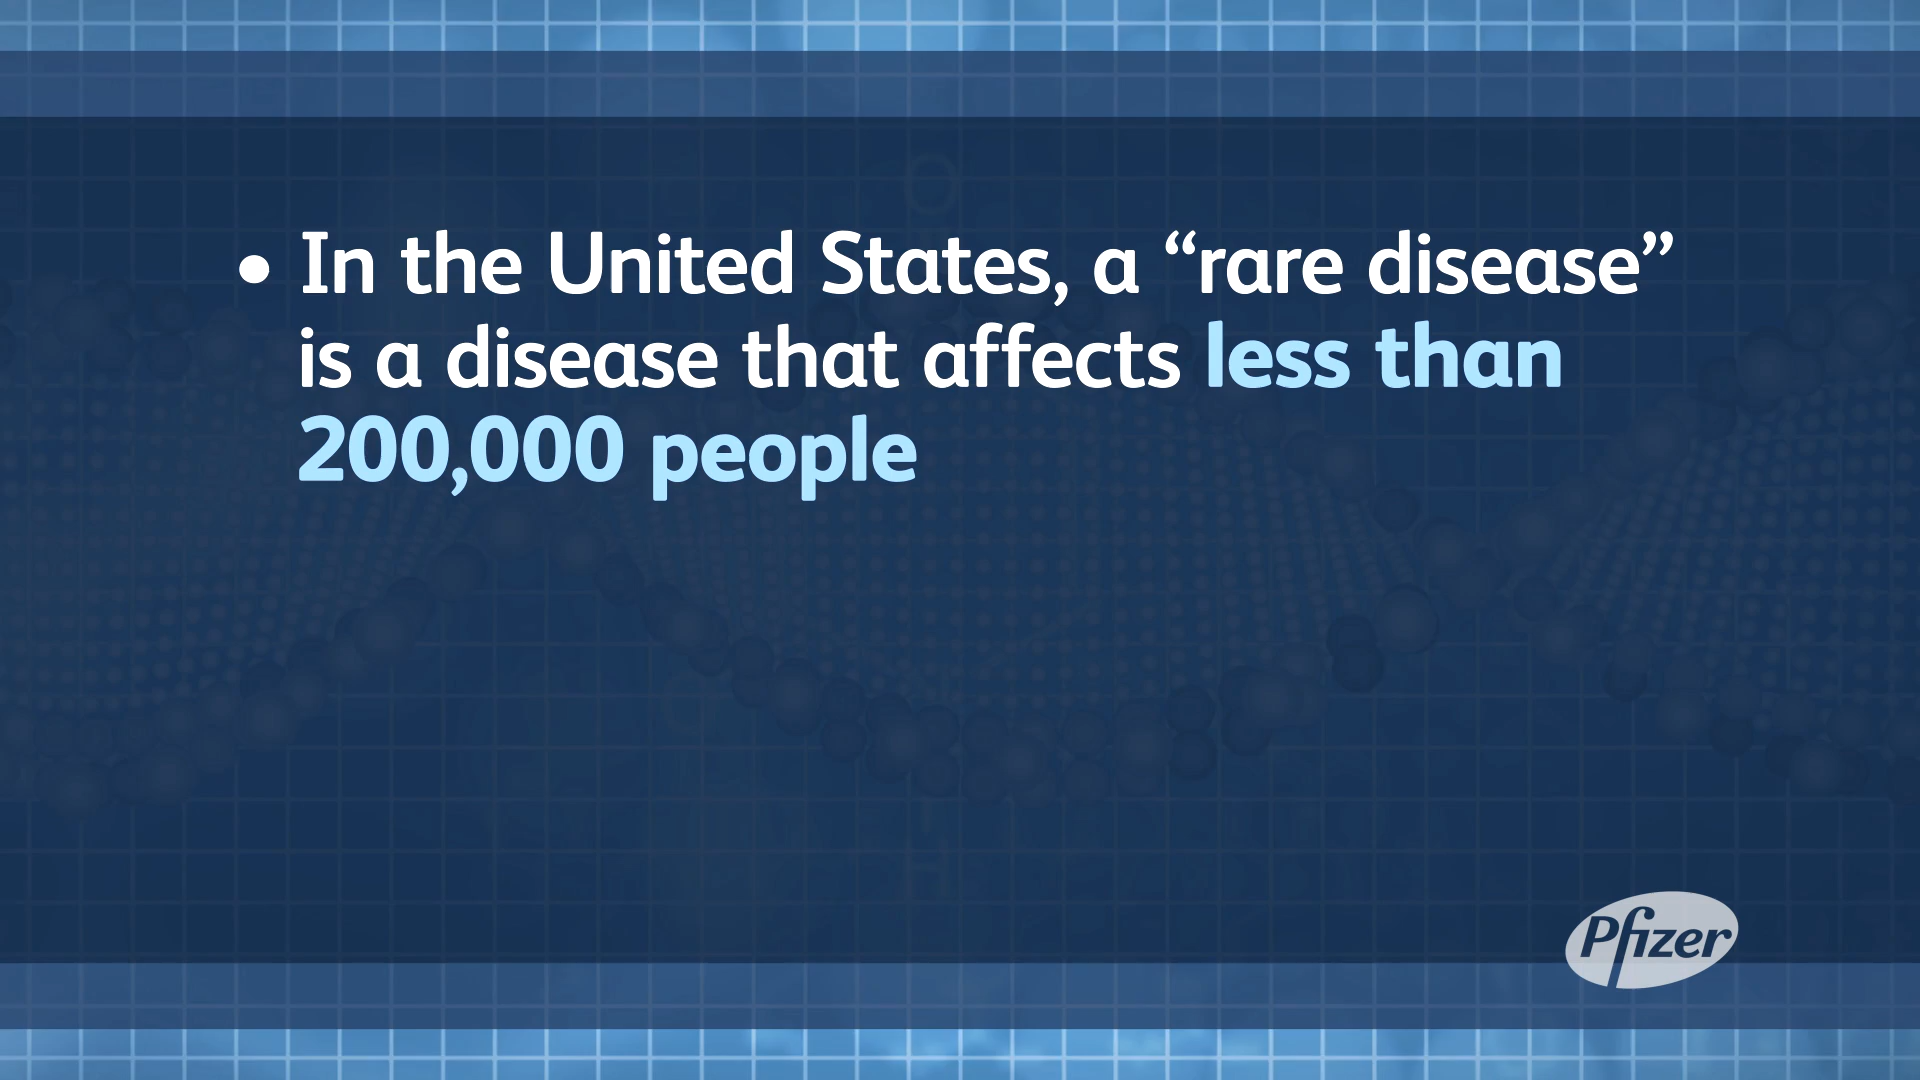 • In the United States, a “rare disease”
is a disease that affects less than
200,000 people
Pfizer